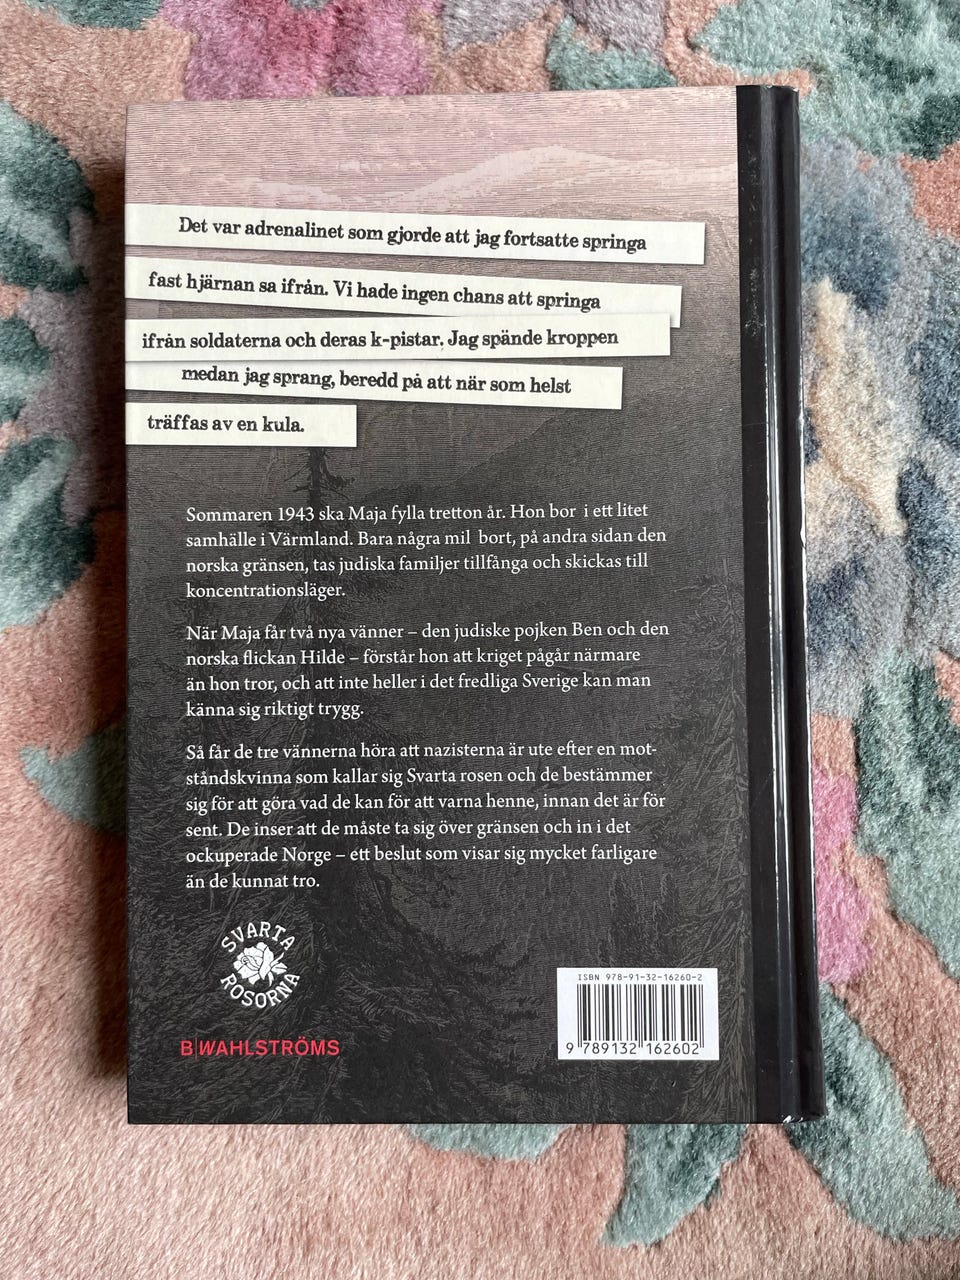 Det var adrenalinet som gjorde att jag fortsatte springa
fast hjärnan sa ifrån. Vi hade ingen chans att springa
ifrån soldaterna och deras k-pistar. Jag spände kroppen
medan jag sprang, beredd på att när som helst
träffas av en kula.
Sommaren 1943 ska Maja fylla tretton år. Hon bor i ett litet
samhälle i Värmland. Bara några mil bort, på andra sidan den
norska gränsen, tas judiska familjer tillfånga och skickas till
koncentrationsläger.
När Maja får två nya vänner – den judiske pojken Ben och den
norska flickan Hilde – förstår hon att kriget pågår närmare
än hon tror, och att inte heller i det fredliga Sverige kan man
känna sig riktigt trygg.
Så får de tre vännerna höra att nazisterna är ute efter en mot-
ståndskvinna som kallar sig Svarta rosen och de bestämmer
sig för att göra vad de kan för att varna henne, innan det är för
sent. De inser att de måste ta sig över gränsen och in i det
ockuperade Norge – ett beslut som visar sig mycket farligare
än de kunnat tro.
SVARTA
ROSORNA
B WAHLSTRÖMS
ISBN 978-91-32-16260-2
9 789132 162602